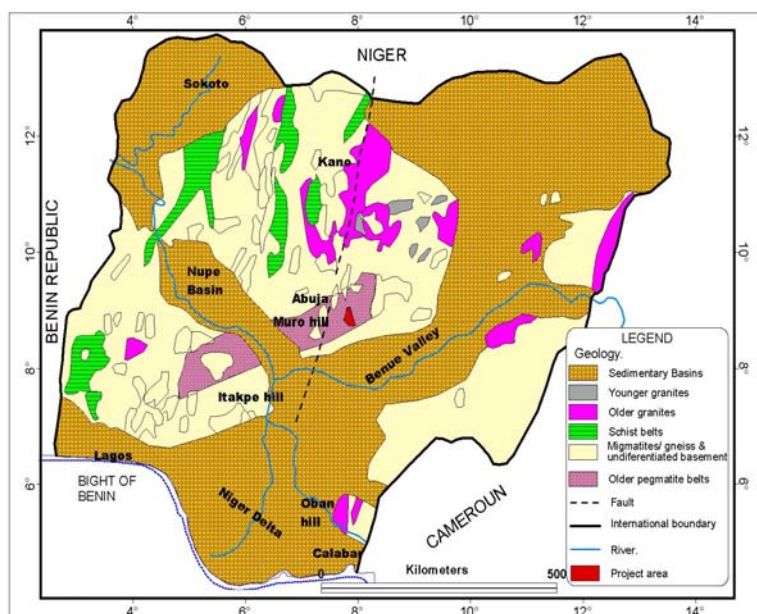 4° 6° 8° 10° 12°
NIGER
Sokoto
12°
12°
Kano
BENIN REPUBLIC
10°
10°
Nupe
Basin
Abuja
Muro hill
8°
8°
Benue Valley
Itakpe hill
Lagos
BIGHT OF
BENIN
6°
6°
Niger Delta
Oban
hill
Calabar
CAMEROUN
LEGEND
Geology.
Sedimentary Basins
Younger granites
Older granites
Schist belts
Migmatites/ gneiss &
undiferentiated basement
Older pegmatite belts
Fault
International boundary
River.
Project area
Kilometers
0 500
4° 6° 8° 10° 12°